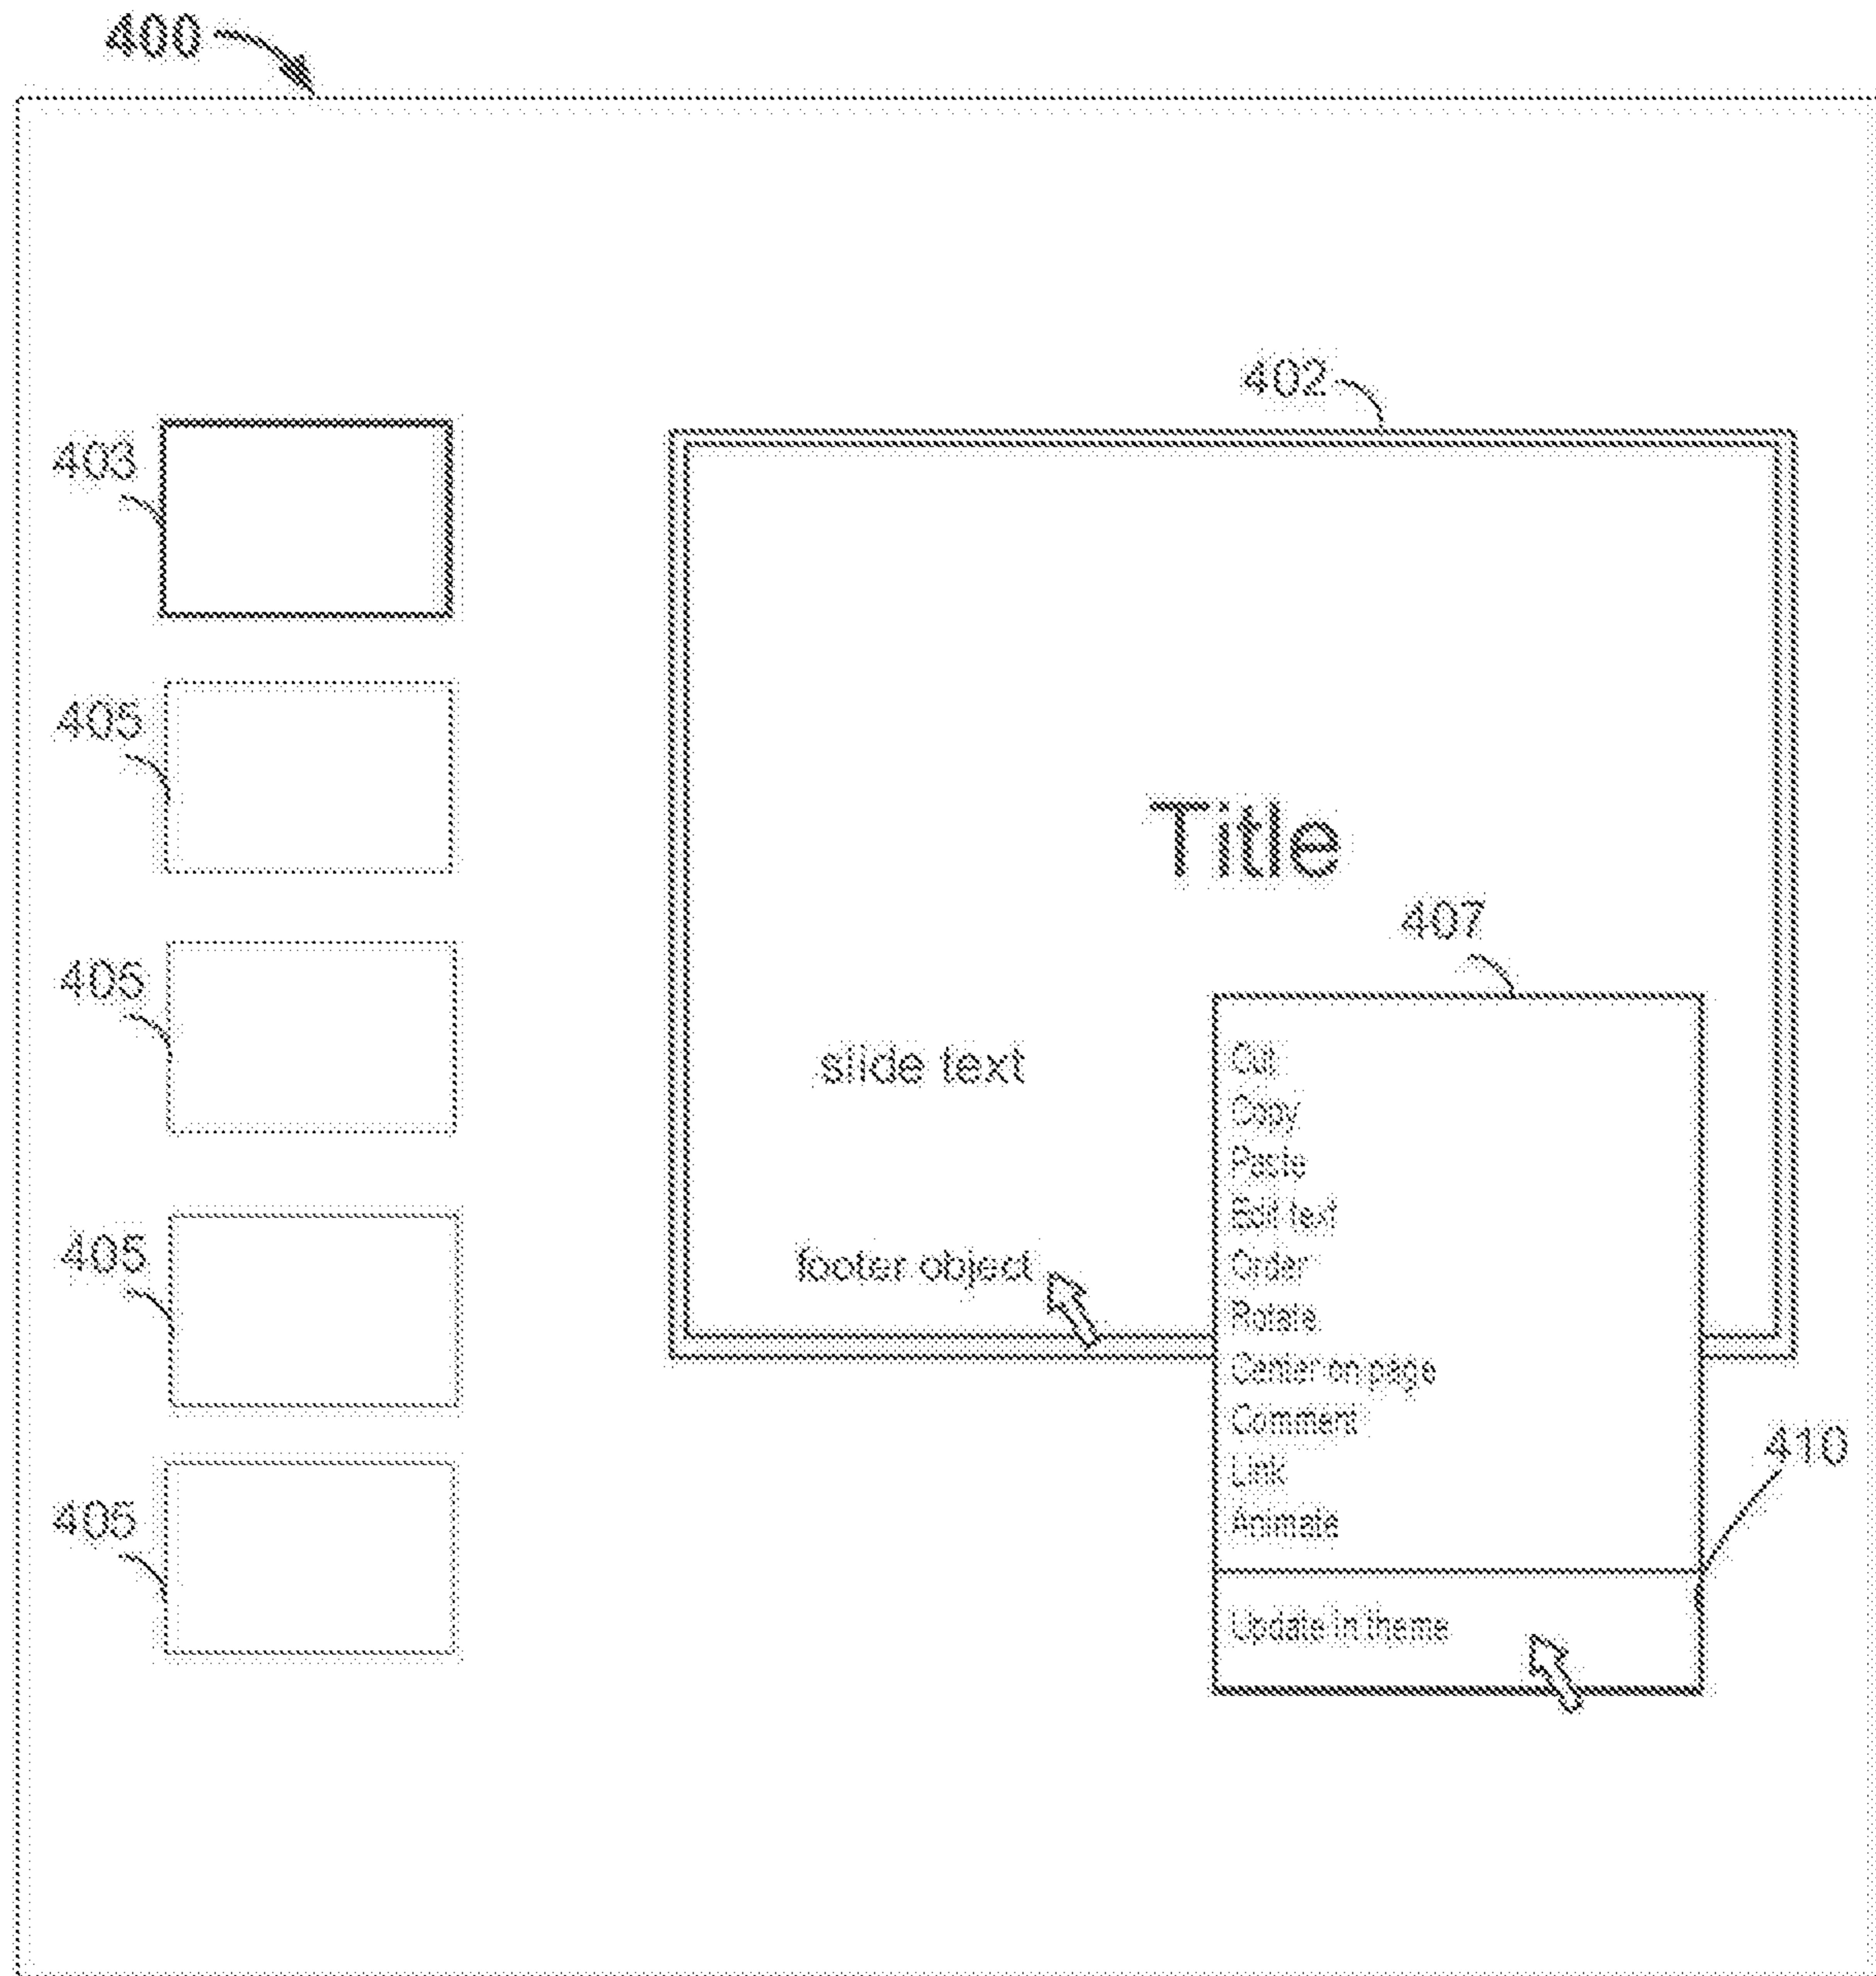 400
402
403
405
Title
407
405
slide text
Cut
Copy
Paste
Edit text
Order
405
footer object
Rotate
Center on page
Comment
410
Link
405
Animate
Update in theme